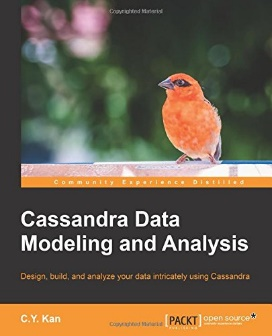 Community Experience Distilled
Cassandra Data
Modeling and Analysis
Design, build, and analyze your data intricately using Cassandra
C.Y. Kan
PACKT
PUBLISHING
open source*